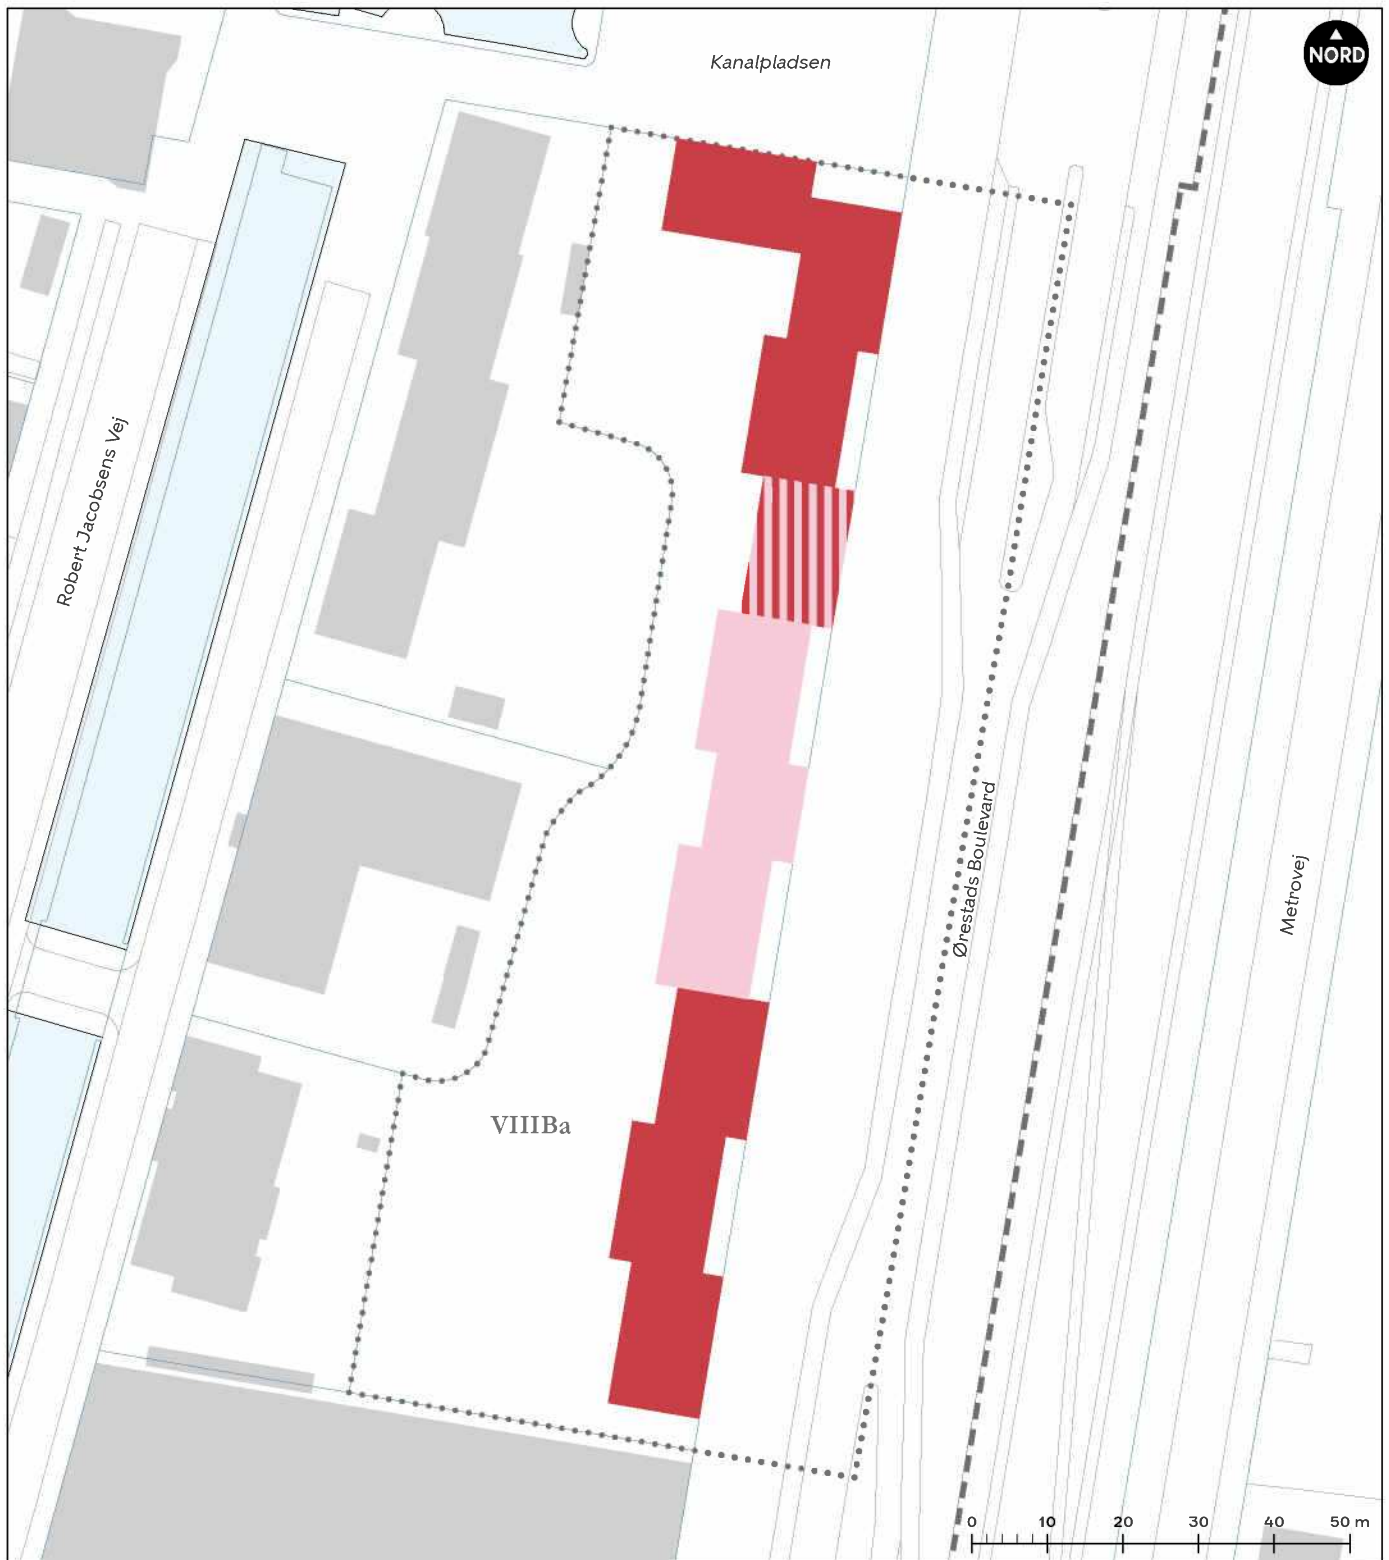 Kanalpladsen
NORD
Robert Jacobsens Vej
Ørestads Boulevard
Metrovej
VIIIBa
0 10 20 30 40 50 m